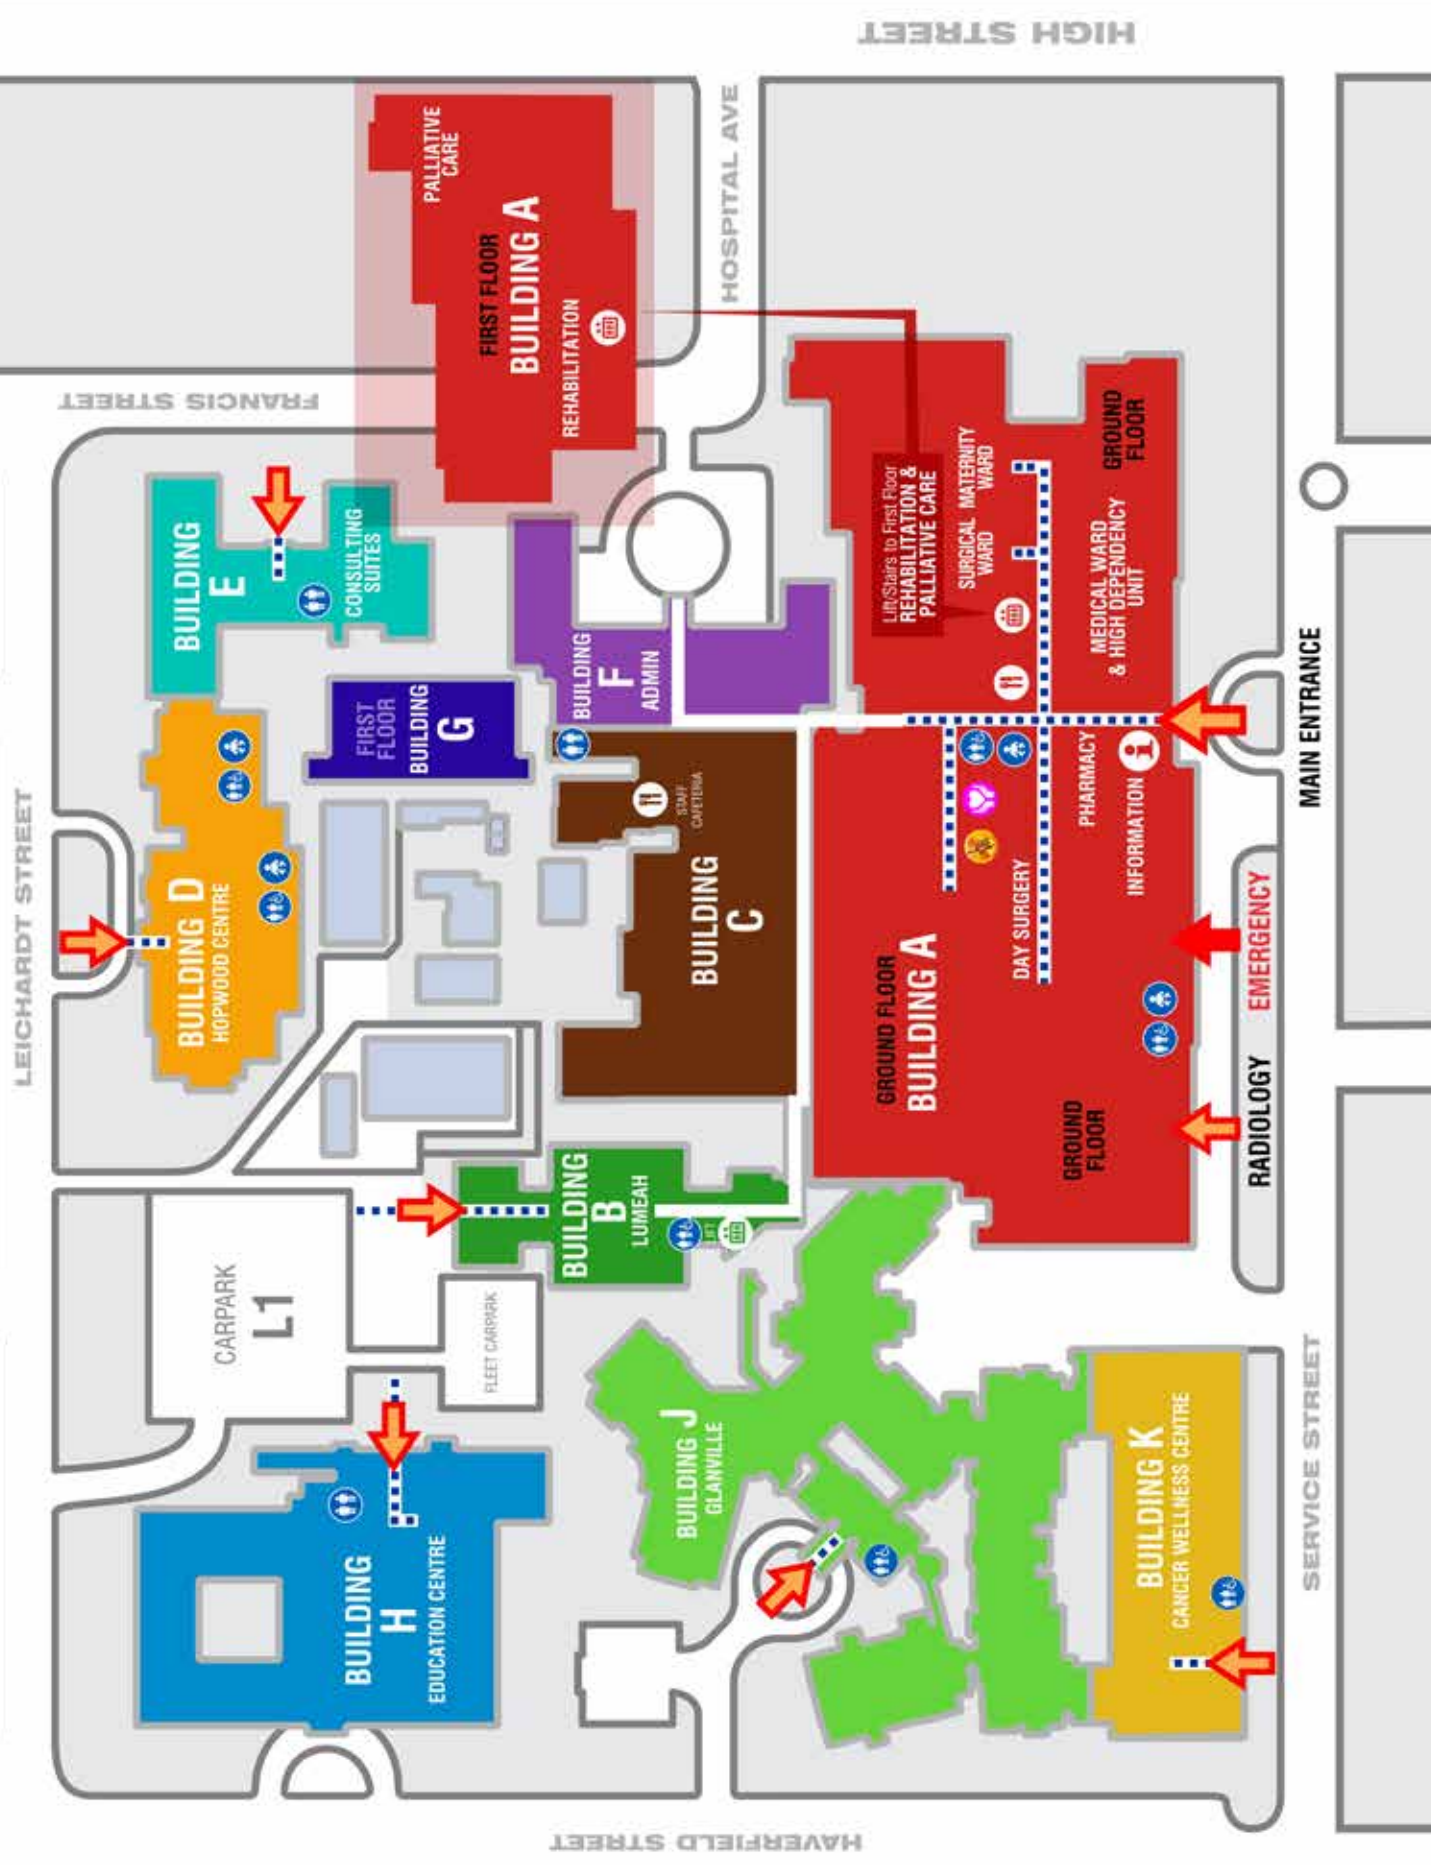 HIGH STREET
PALLIATIVE
CARE
FIRST FLOOR
BUILDING A
REHABILITATION
HOSPITAL AVE
FRANCIS STREET
BUILDING
E
CONSULTING
SUITES
BUILDING
F
ADMIN
FIRST
FLOOR
BUILDING
G
Lift/Stairs to First Floor
REHABILITATION &
PALLIATIVE CARE
SURGICAL
WARD
MATERNITY
WARD
GROUND
FLOOR
MEDICAL WARD
& HIGH DEPENDENCY
UNIT
MAIN ENTRANCE
PHARMACY
INFORMATION
i
DAY SURGERY
EMERGENCY
GROUND FLOOR
BUILDING A
GROUND
FLOOR
RADIOLOGY
LEICHARDT STREET
BUILDING D
HOPWOOD CENTRE
STAFF
CAFETERIA
BUILDING
C
BUILDING
B
LUMEAH
LIFT
CARPARK
L1
FLEET CARPARK
BUILDING
H
EDUCATION CENTRE
BUILDING J
GLANVILLE
BUILDING K
CANCER WELLNESS CENTRE
SERVICE STREET
HAVERFIELD STREET